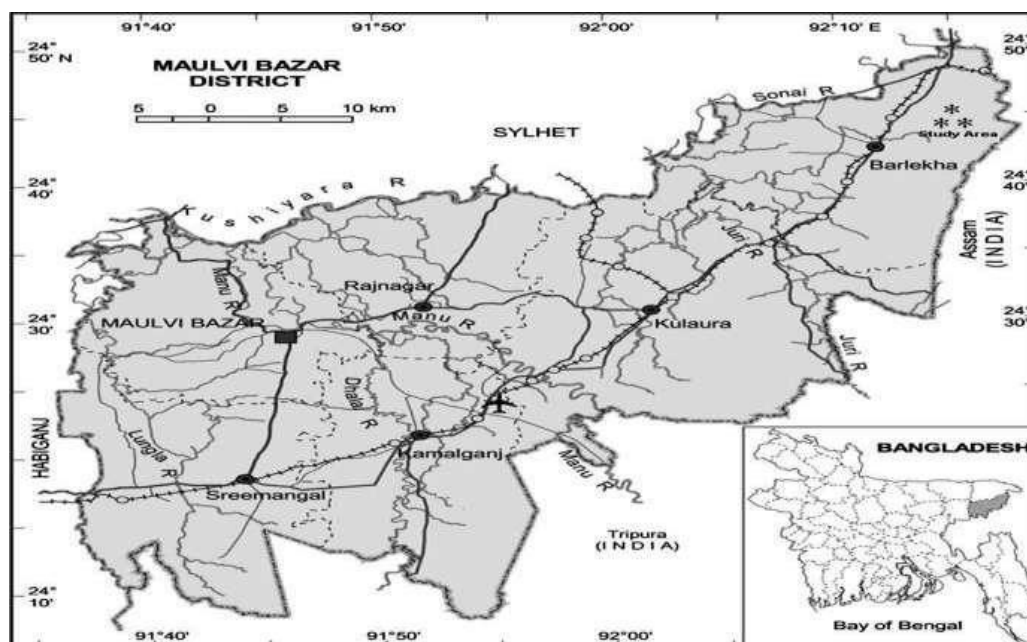 91°40'
91°50'
92°00'
92°10' E
24°
50' N
24°
50'
MAULVI BAZAR
DISTRICT
5 0 5 10 km
SYLHET
Sonai R
Study Area
Barlekha
24°
40'
24°
40'
Kushiyara R
Juri R
Assam
(INDIA)
Manu R
Rajnagar
MAULVI BAZAR
Manu R
Kulaura
24°
30'
24°
30'
Juri R
Dhalai R
Lungla R
Kamalganj
Manu R
HABIGANJ
Sreemangal
Tripura
(INDIA)
BANGLADESH
Bay of Bengal
24°
10'
91°40'
91°50'
92°00'